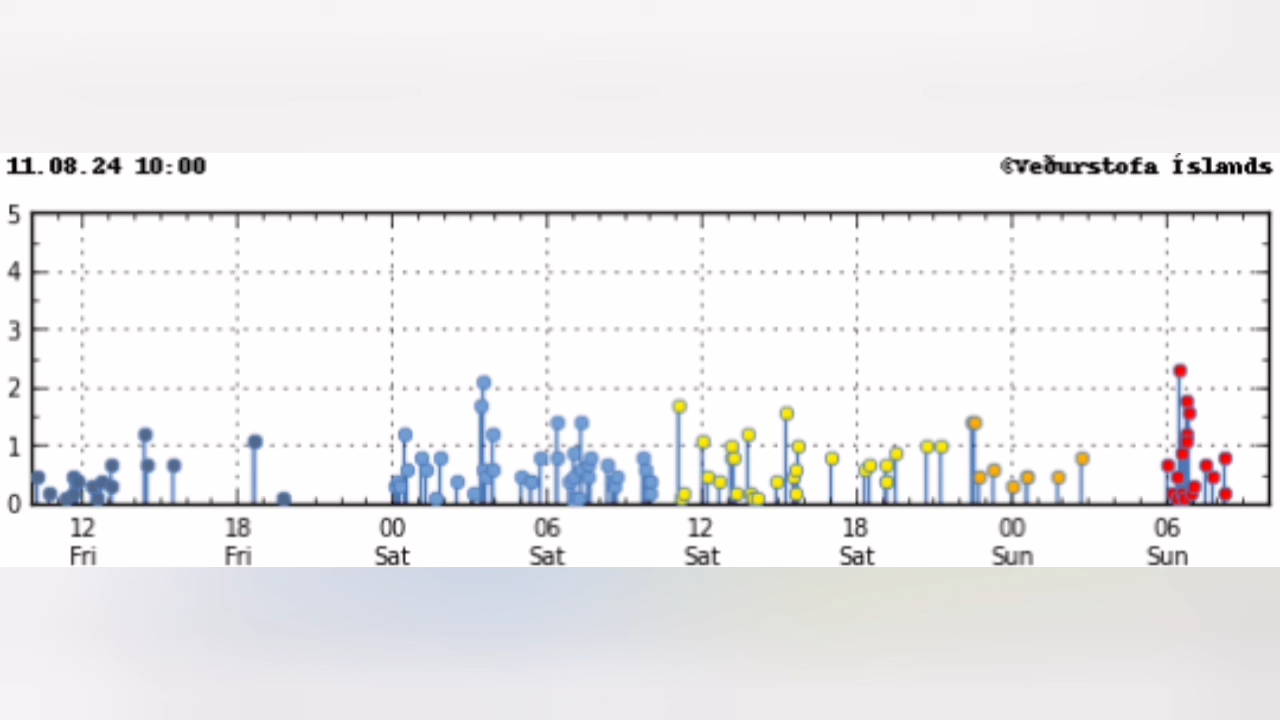 11.08.24 10:00 ©Veðurstofa Íslands
5
4
3
2
1
0
12 18 00 06 12 18 00 06
Fri Fri Sat Sat Sat Sat Sun Sun